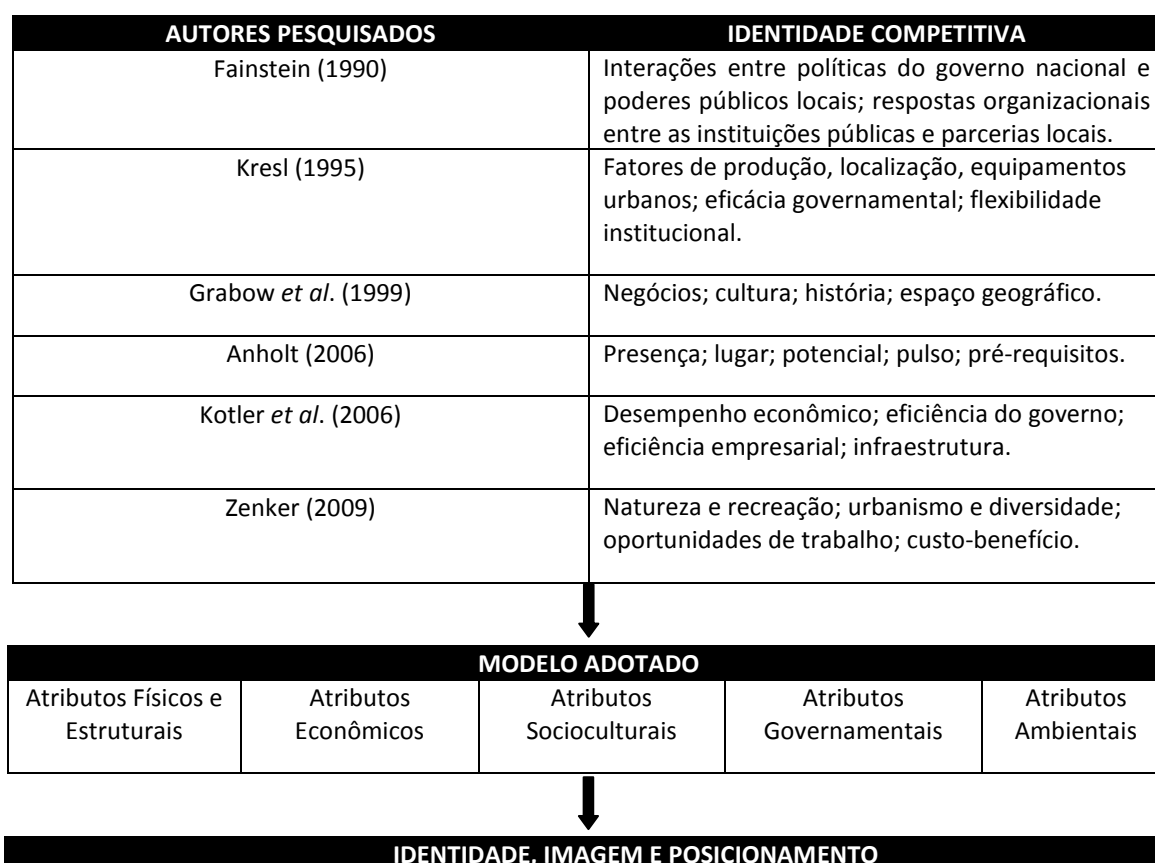 AUTORES PESQUISADOS
IDENTIDADE COMPETITIVA
Fainstein (1990)
Interações entre políticas do governo nacional e
poderes públicos locais; respostas organizacionais
entre as instituições públicas e parcerias locais.
Kresl (1995)
Fatores de produção, localização, equipamentos
urbanos; eficácia governamental; flexibilidade
institucional.
Grabow et al. (1999)
Negócios; cultura; história; espaço geográfico.
Anholt (2006)
Presença; lugar; potencial; pulso; pré-requisitos.
Kotler et al. (2006)
Desempenho econômico; eficiência do governo;
eficiência empresarial; infraestrutura.
Zenker (2009)
Natureza e recreação; urbanismo e diversidade;
oportunidades de trabalho; custo-benefício.
MODELO ADOTADO
Atributos Físicos e
Estruturais
Atributos
Econômicos
Atributos
Socioculturais
Atributos
Governamentais
Atributos
Ambientais
IDENTIDADE, IMAGEM E POSICIONAMENTO